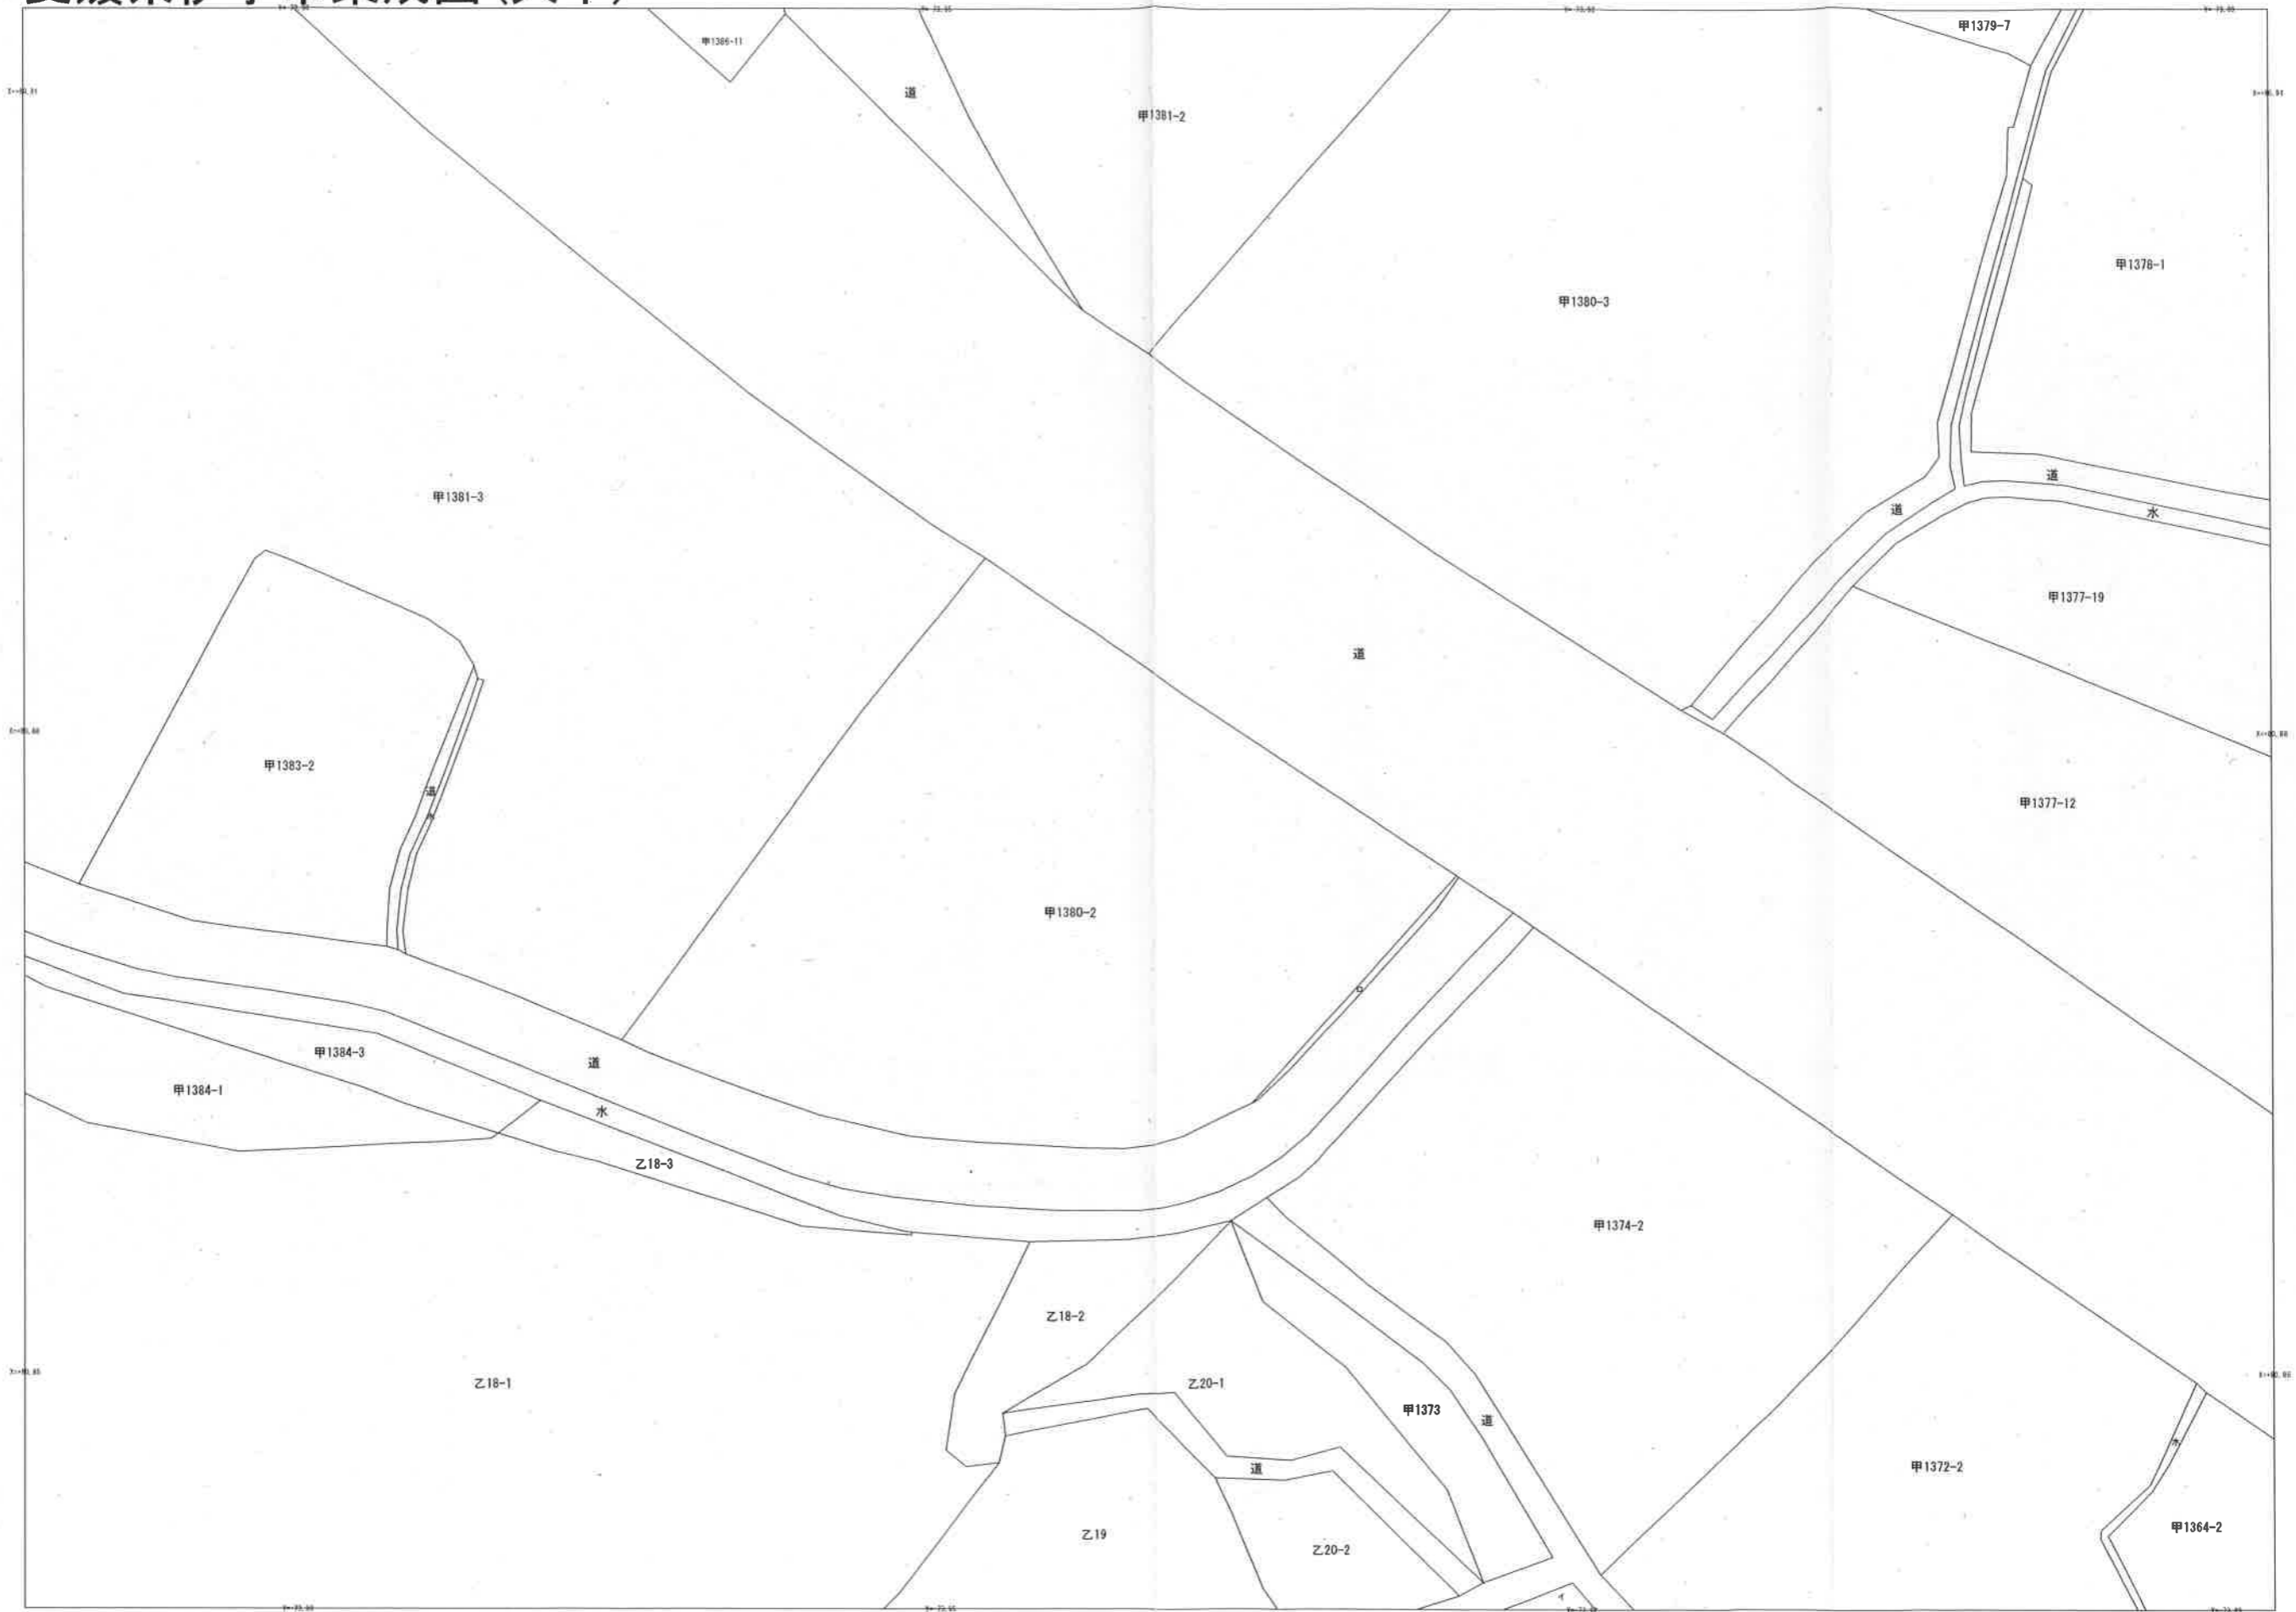 甲1386-11
甲1379-7
道
甲1381-2
甲1378-1
甲1380-3
甲1381-3
道
道
水
甲1377-19
道
甲1383-2
道
水
甲1377-12
甲1380-2
ロ
甲1384-3
道
甲1384-1
水
乙18-3
甲1374-2
乙18-2
乙18-1
乙20-1
甲1373
道
道
甲1372-2
水
甲1364-2
乙19
乙20-2
イ